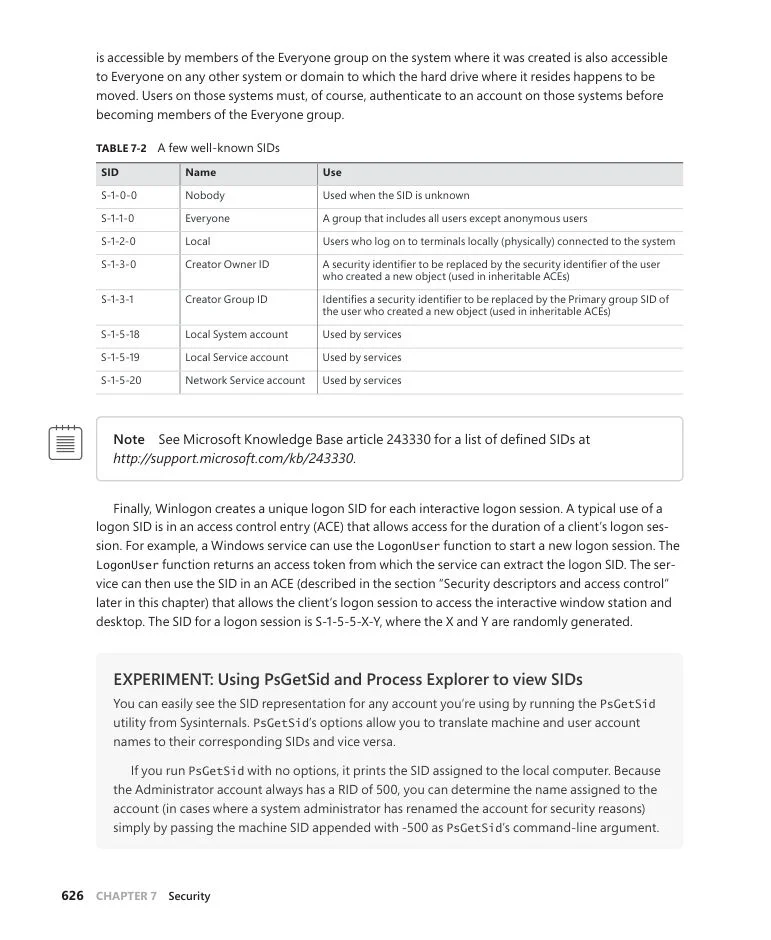 is accessible by members of the Everyone group on the system where it was created is also accessible
to Everyone on any other system or domain to which the hard drive where it resides happens to be
moved. Users on those systems must, of course, authenticate to an account on those systems before
becoming members of the Everyone group.
TABLE 7-2 A few well-known SIDs
SID Name Use
S-1-0-0 Nobody Used when the SID is unknown
S-1-1-0 Everyone A group that includes all users except anonymous users
S-1-2-0 Local Users who log on to terminals locally (physically) connected to the system
S-1-3-0 Creator Owner ID A security identifier to be replaced by the security identifier of the user
who created a new object (used in inheritable ACEs)
S-1-3-1 Creator Group ID Identifies a security identifier to be replaced by the Primary group SID of
the user who created a new object (used in inheritable ACEs)
S-1-5-18 Local System account Used by services
S-1-5-19 Local Service account Used by services
S-1-5-20 Network Service account Used by services
Note See Microsoft Knowledge Base article 243330 for a list of defined SIDs at
http://support.microsoft.com/kb/243330.
Finally, Winlogon creates a unique logon SID for each interactive logon session. A typical use of a
logon SID is in an access control entry (ACE) that allows access for the duration of a client's logon ses-
sion. For example, a Windows service can use the LogonUser function to start a new logon session. The
LogonUser function returns an access token from which the service can extract the logon SID. The ser-
vice can then use the SID in an ACE (described in the section "Security descriptors and access control"
later in this chapter) that allows the client's logon session to access the interactive window station and
desktop. The SID for a logon session is S-1-5-5-X-Y, where the X and Y are randomly generated.
EXPERIMENT: Using PsGetSid and Process Explorer to view SIDs
You can easily see the SID representation for any account you're using by running the PsGetSid
utility from Sysinternals. PsGetSid's options allow you to translate machine and user account
names to their corresponding SIDs and vice versa.
If you run PsGetSid with no options, it prints the SID assigned to the local computer. Because
the Administrator account always has a RID of 500, you can determine the name assigned to the
account (in cases where a system administrator has renamed the account for security reasons)
simply by passing the machine SID appended with -500 as PsGetSid's command-line argument.
626 CHAPTER 7 Security